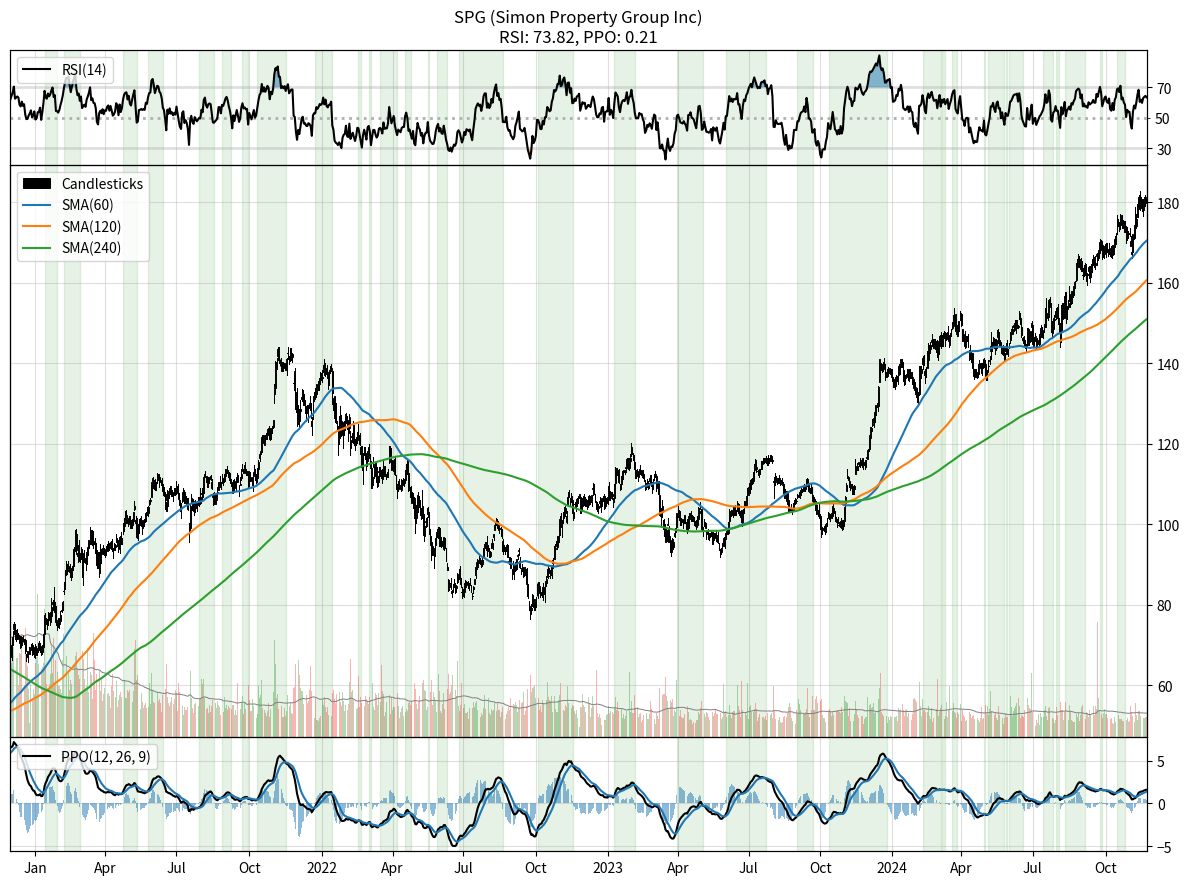 SPG (Simon Property Group Inc)
RSI: 73.82, PPO: 0.21
RSI(14)
70
50
30
Candlesticks
SMA(60)
SMA(120)
SMA(240)
180
160
140
120
100
80
60
PPO(12, 26, 9)
5
0
−5
Jan Apr Jul Oct 2022 Apr Jul Oct 2023 Apr Jul Oct 2024 Apr Jul Oct